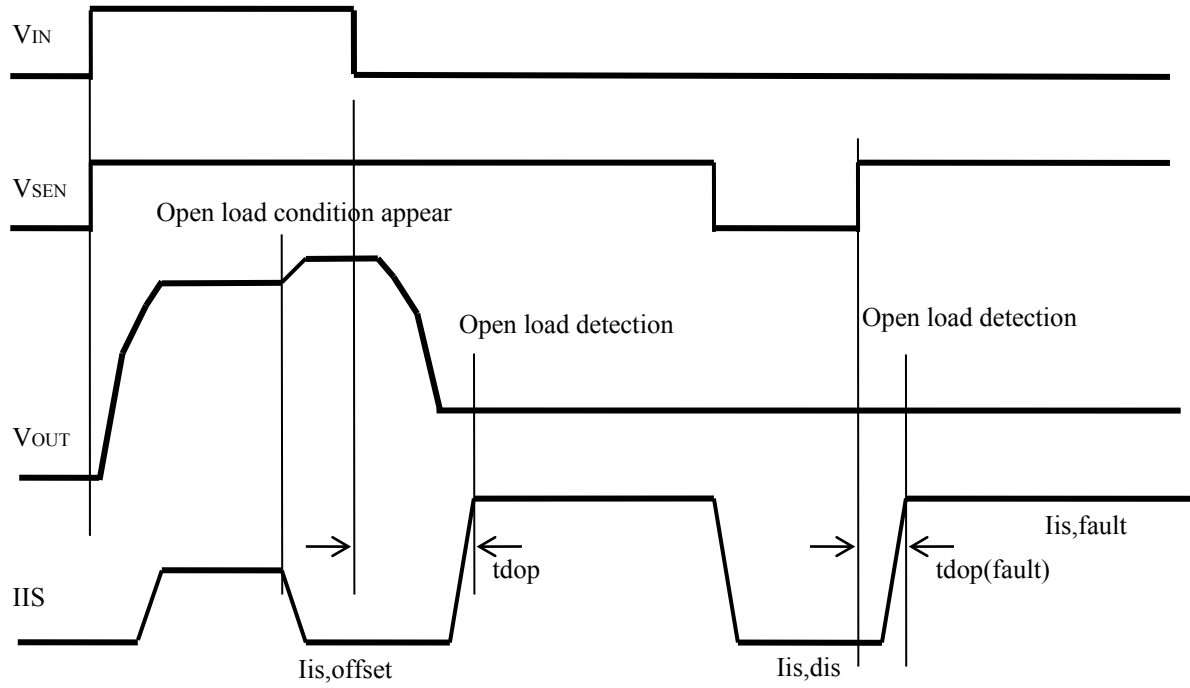 VIN
VSEN
Open load condition appear
Open load detection
Open load detection
VOUT
Iis,fault
tdop
tdop(fault)
IIS
Iis,offset
Iis,dis